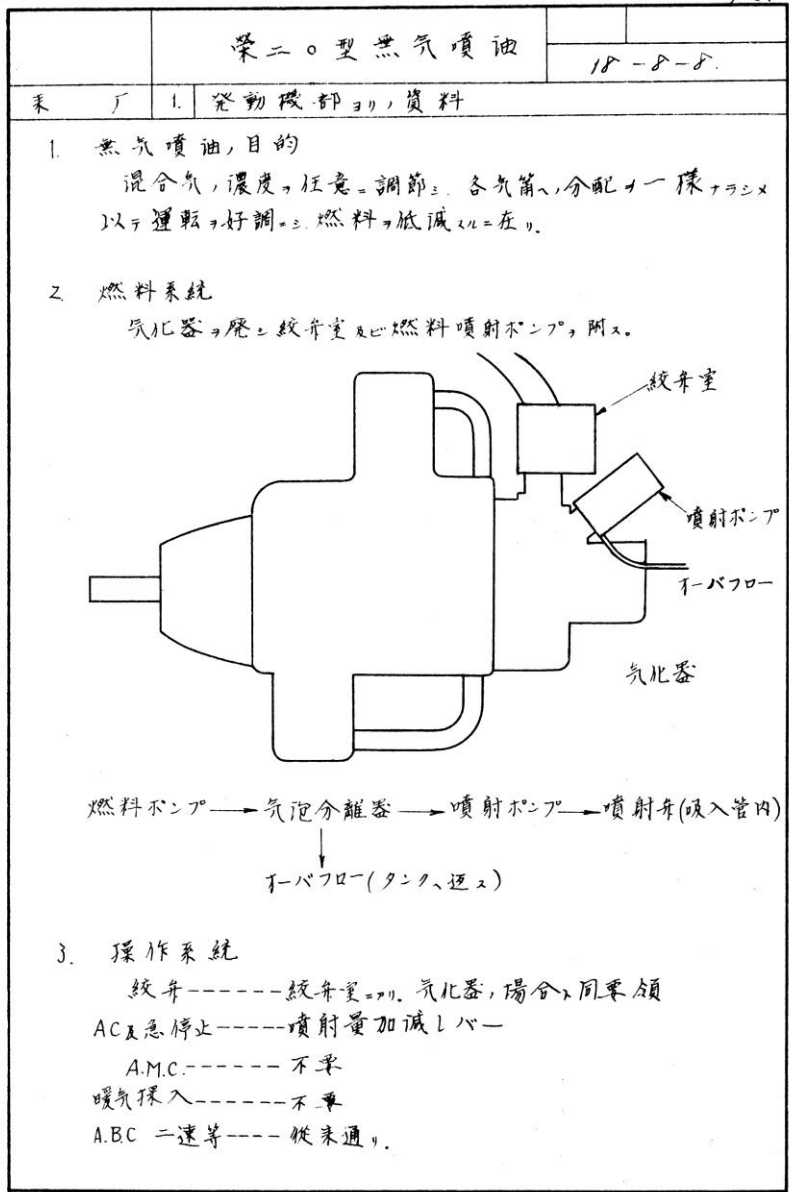 榮二〇型無気噴油
18-8-8.
1. 発動機部ヨリノ資料
1. 無気噴油ノ目的
混合気ノ濃度ヲ任意ニ調節シ、各気筩ヘノ分配ヲ一様ナラシメ
以テ運転ヲ好調ニシ燃料ヲ低減スルニ在リ。
2. 燃料系統
気化器ヲ廃シ絞弁室及ビ燃料噴射ポンプヲ附ス。
絞弁室
噴射ポンプ
オーバフロー
気化器
燃料ポンプ→気泡分離器→噴射ポンプ→噴射弁(吸入管内)
↓
オーバフロー(タンクヘ返ス)
3. 操作系統
絞弁------絞弁室ニアリ。気化器ノ場合ト同要領
AC及急停止-----噴射量加減レバー
A.M.C.------不要
暖気採入------不要
A.B.C 二速等----従来通リ.